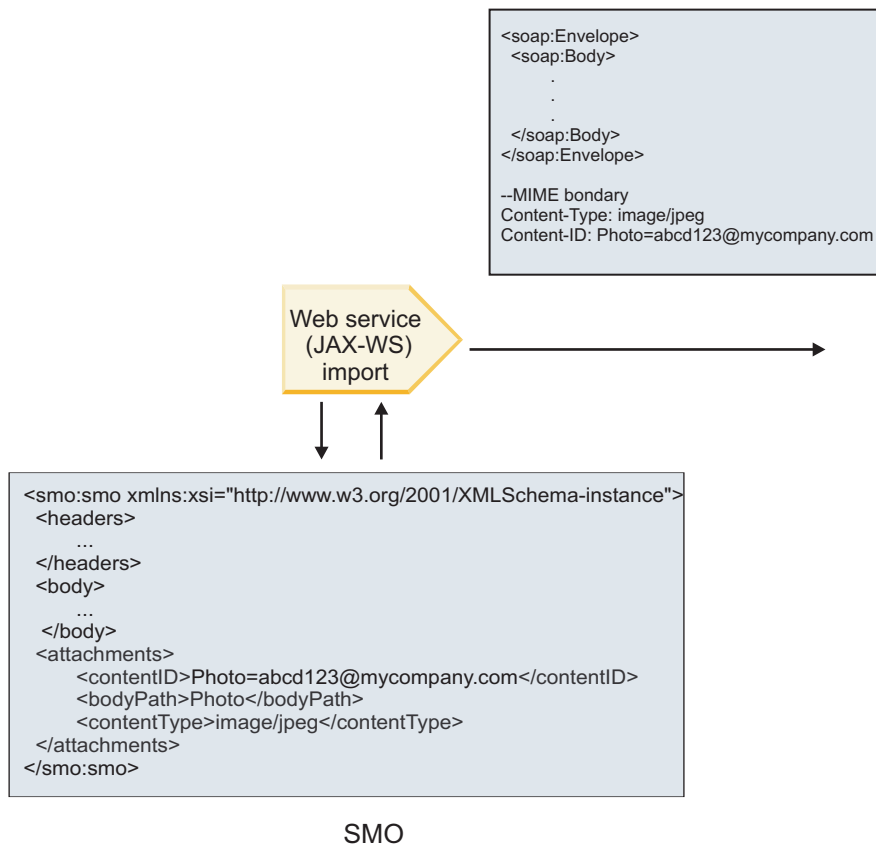 <soap:Envelope>
<soap:Body>
.
.
.
</soap:Body>
</soap:Envelope>
--MIME bondary
Content-Type: image/jpeg
Content-ID: Photo=abcd123@mycompany.com
Web service
(JAX-WS)
import
<smo:smo xmlns:xsi="http://www.w3.org/2001/XMLSchema-instance">
<headers>
...
</headers>
<body>
...
</body>
<attachments>
<contentID>Photo=abcd123@mycompany.com</contentID>
<bodyPath>Photo</bodyPath>
<contentType>image/jpeg</contentType>
</attachments>
</smo:smo>
SMO